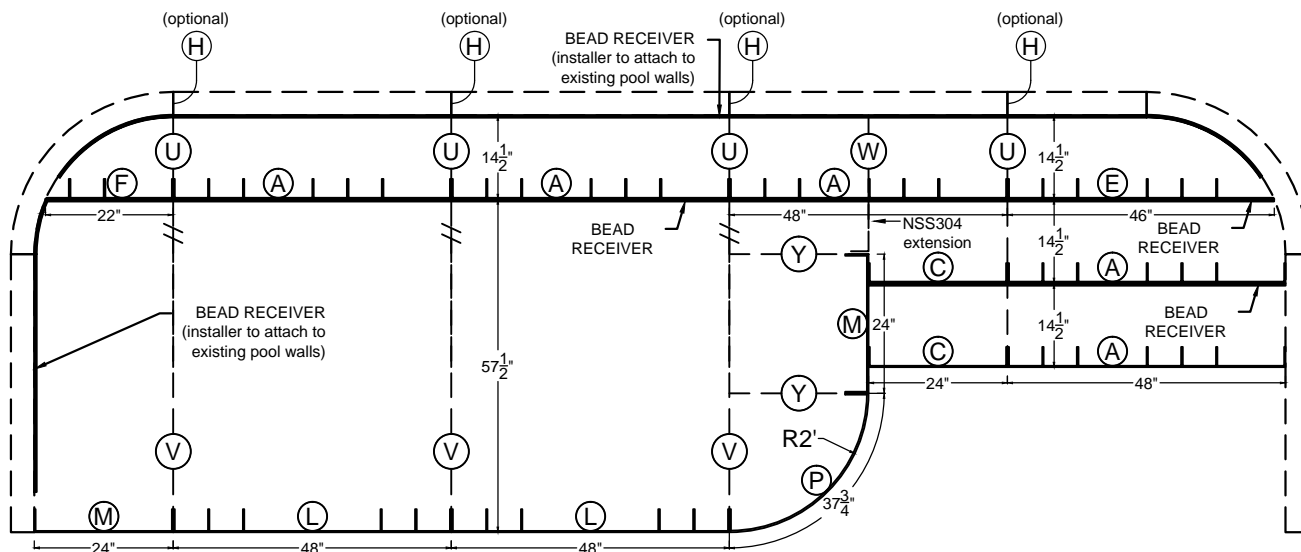 (optional) (optional) (optional) (optional)
H H H H
BEAD RECEIVER
(installer to attach to
existing pool walls)
U U U W U
14 1/2" 14 1/2"
F A A A E
22" 48" 46"
BEAD
RECEIVER
NSS304
extension
BEAD
RECEIVER
Y C A
14 1/2"
BEAD RECEIVER
(installer to attach to
existing pool walls)
BEAD
RECEIVER
M 24"
57 1/2" 14 1/2"
C A
24" 48"
Y
R2'
V V V
P
37 3/4"
M L L
24" 48" 48"